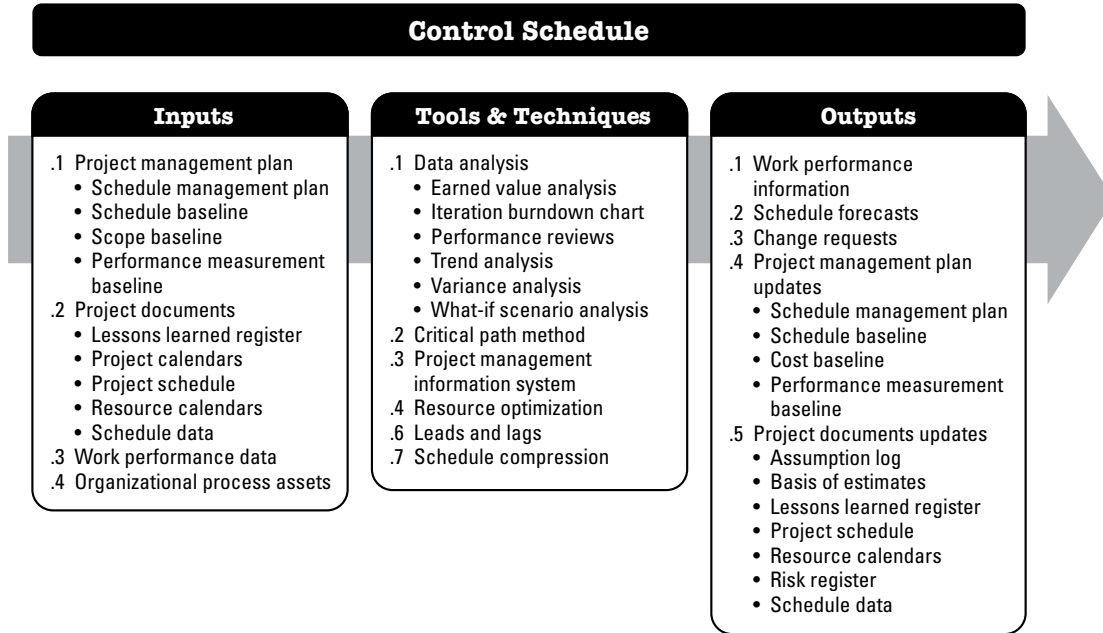 Control Schedule
Inputs
.1 Project management plan
• Schedule management plan
• Schedule baseline
• Scope baseline
• Performance measurement
baseline
.2 Project documents
• Lessons learned register
• Project calendars
• Project schedule
• Resource calendars
• Schedule data
.3 Work performance data
.4 Organizational process assets
Tools & Techniques
.1 Data analysis
• Earned value analysis
• Iteration burndown chart
• Performance reviews
• Trend analysis
• Variance analysis
• What-if scenario analysis
.2 Critical path method
.3 Project management
information system
.4 Resource optimization
.6 Leads and lags
.7 Schedule compression
Outputs
.1 Work performance
information
.2 Schedule forecasts
.3 Change requests
.4 Project management plan
updates
• Schedule management plan
• Schedule baseline
• Cost baseline
• Performance measurement
baseline
.5 Project documents updates
• Assumption log
• Basis of estimates
• Lessons learned register
• Project schedule
• Resource calendars
• Risk register
• Schedule data